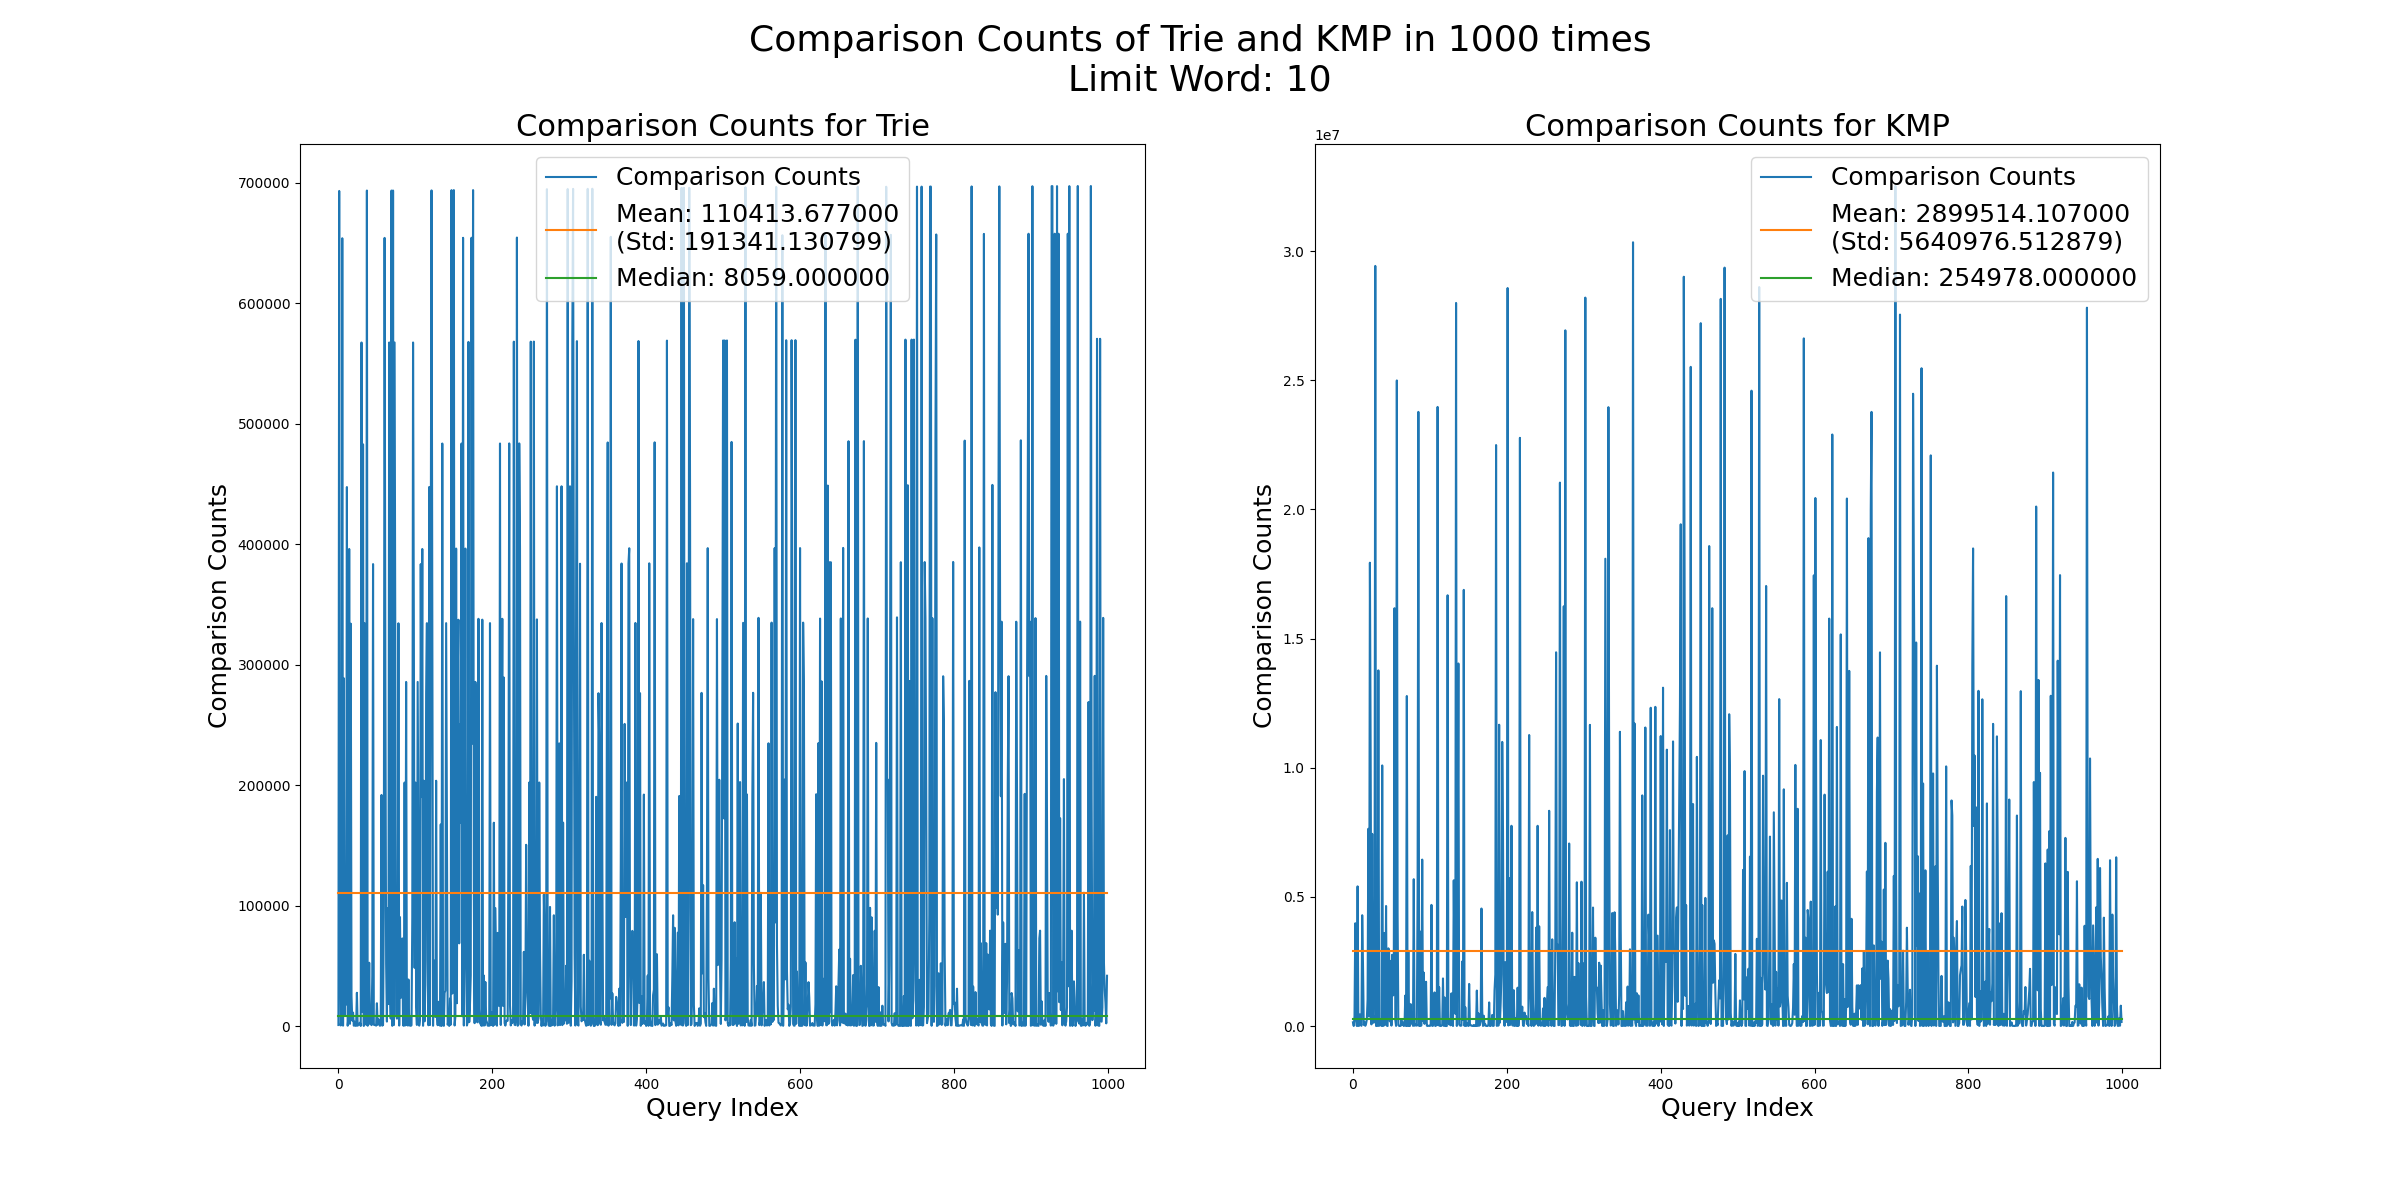 Comparison Counts of Trie and KMP in 1000 times
Limit Word: 10
Comparison Counts for Trie
Comparison Counts
700000
600000
500000
400000
300000
200000
100000
0
0
200
400
600
800
1000
Query Index
Comparison Counts
Mean: 110413.677000
(Std: 191341.130799)
Median: 8059.000000
Comparison Counts for KMP
1e7
Comparison Counts
3.0
2.5
2.0
1.5
1.0
0.5
0.0
0
200
400
600
800
1000
Query Index
Comparison Counts
Mean: 2899514.107000
(Std: 5640976.512879)
Median: 254978.000000